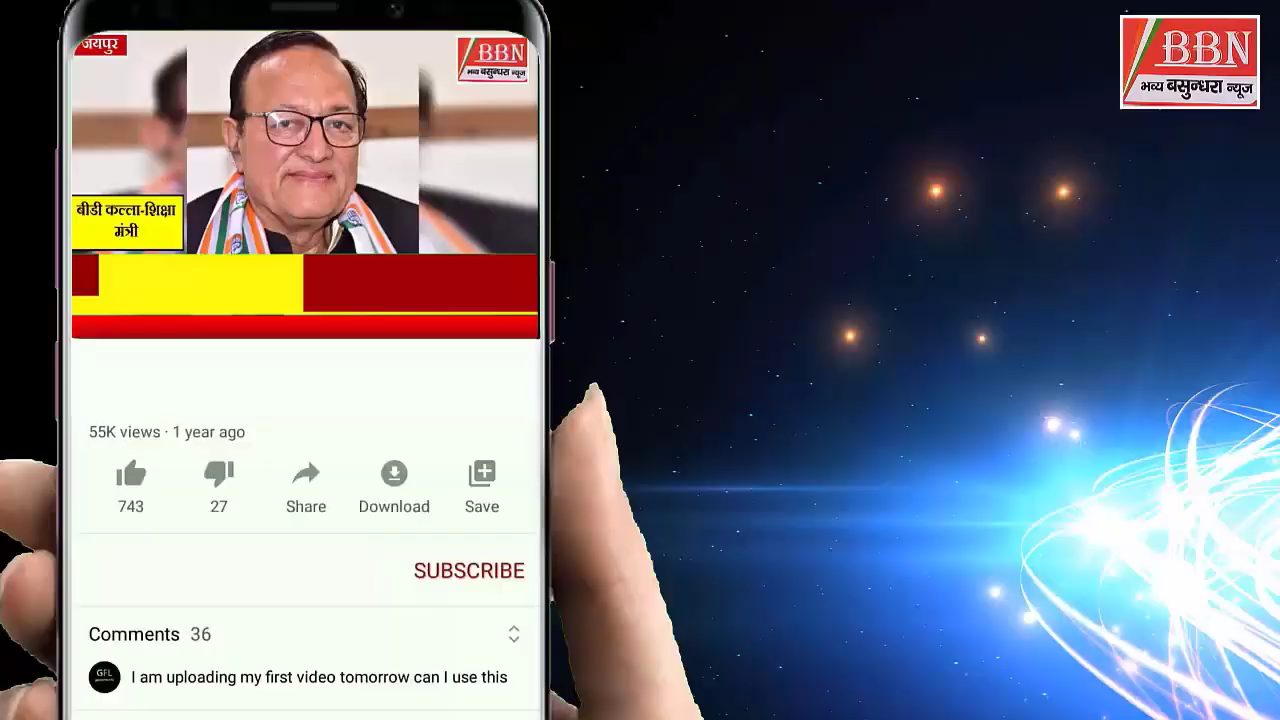 जयपुर
BBN
भव्य बसुन्धरा न्यूज
बीडी कल्ला-शिक्षा
मंत्री
BBN
भव्य बसुन्धरा न्यूज
55K views · 1 year ago
743
27
Share
Download
Save
SUBSCRIBE
Comments 36
GFL
I am uploading my first video tomorrow can I use this